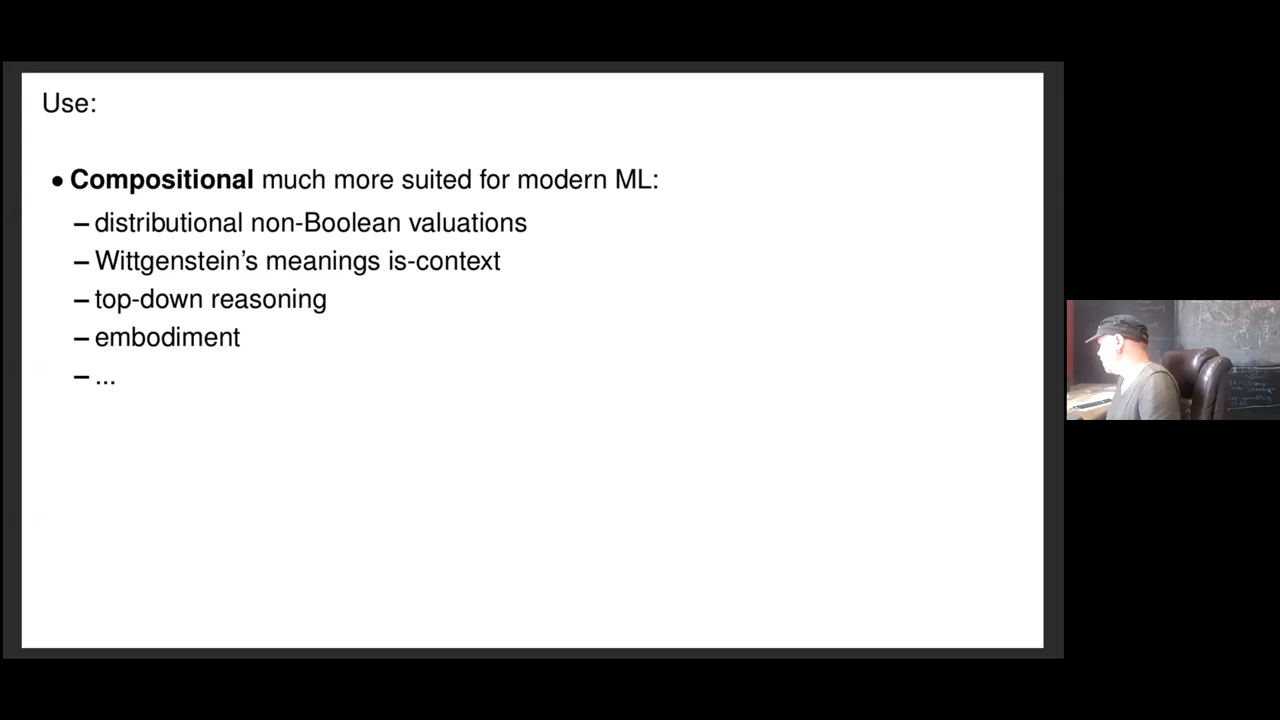 Use:
• Compositional much more suited for modern ML:
– distributional non-Boolean valuations
– Wittgenstein’s meanings is-context
– top-down reasoning
– embodiment
– ...